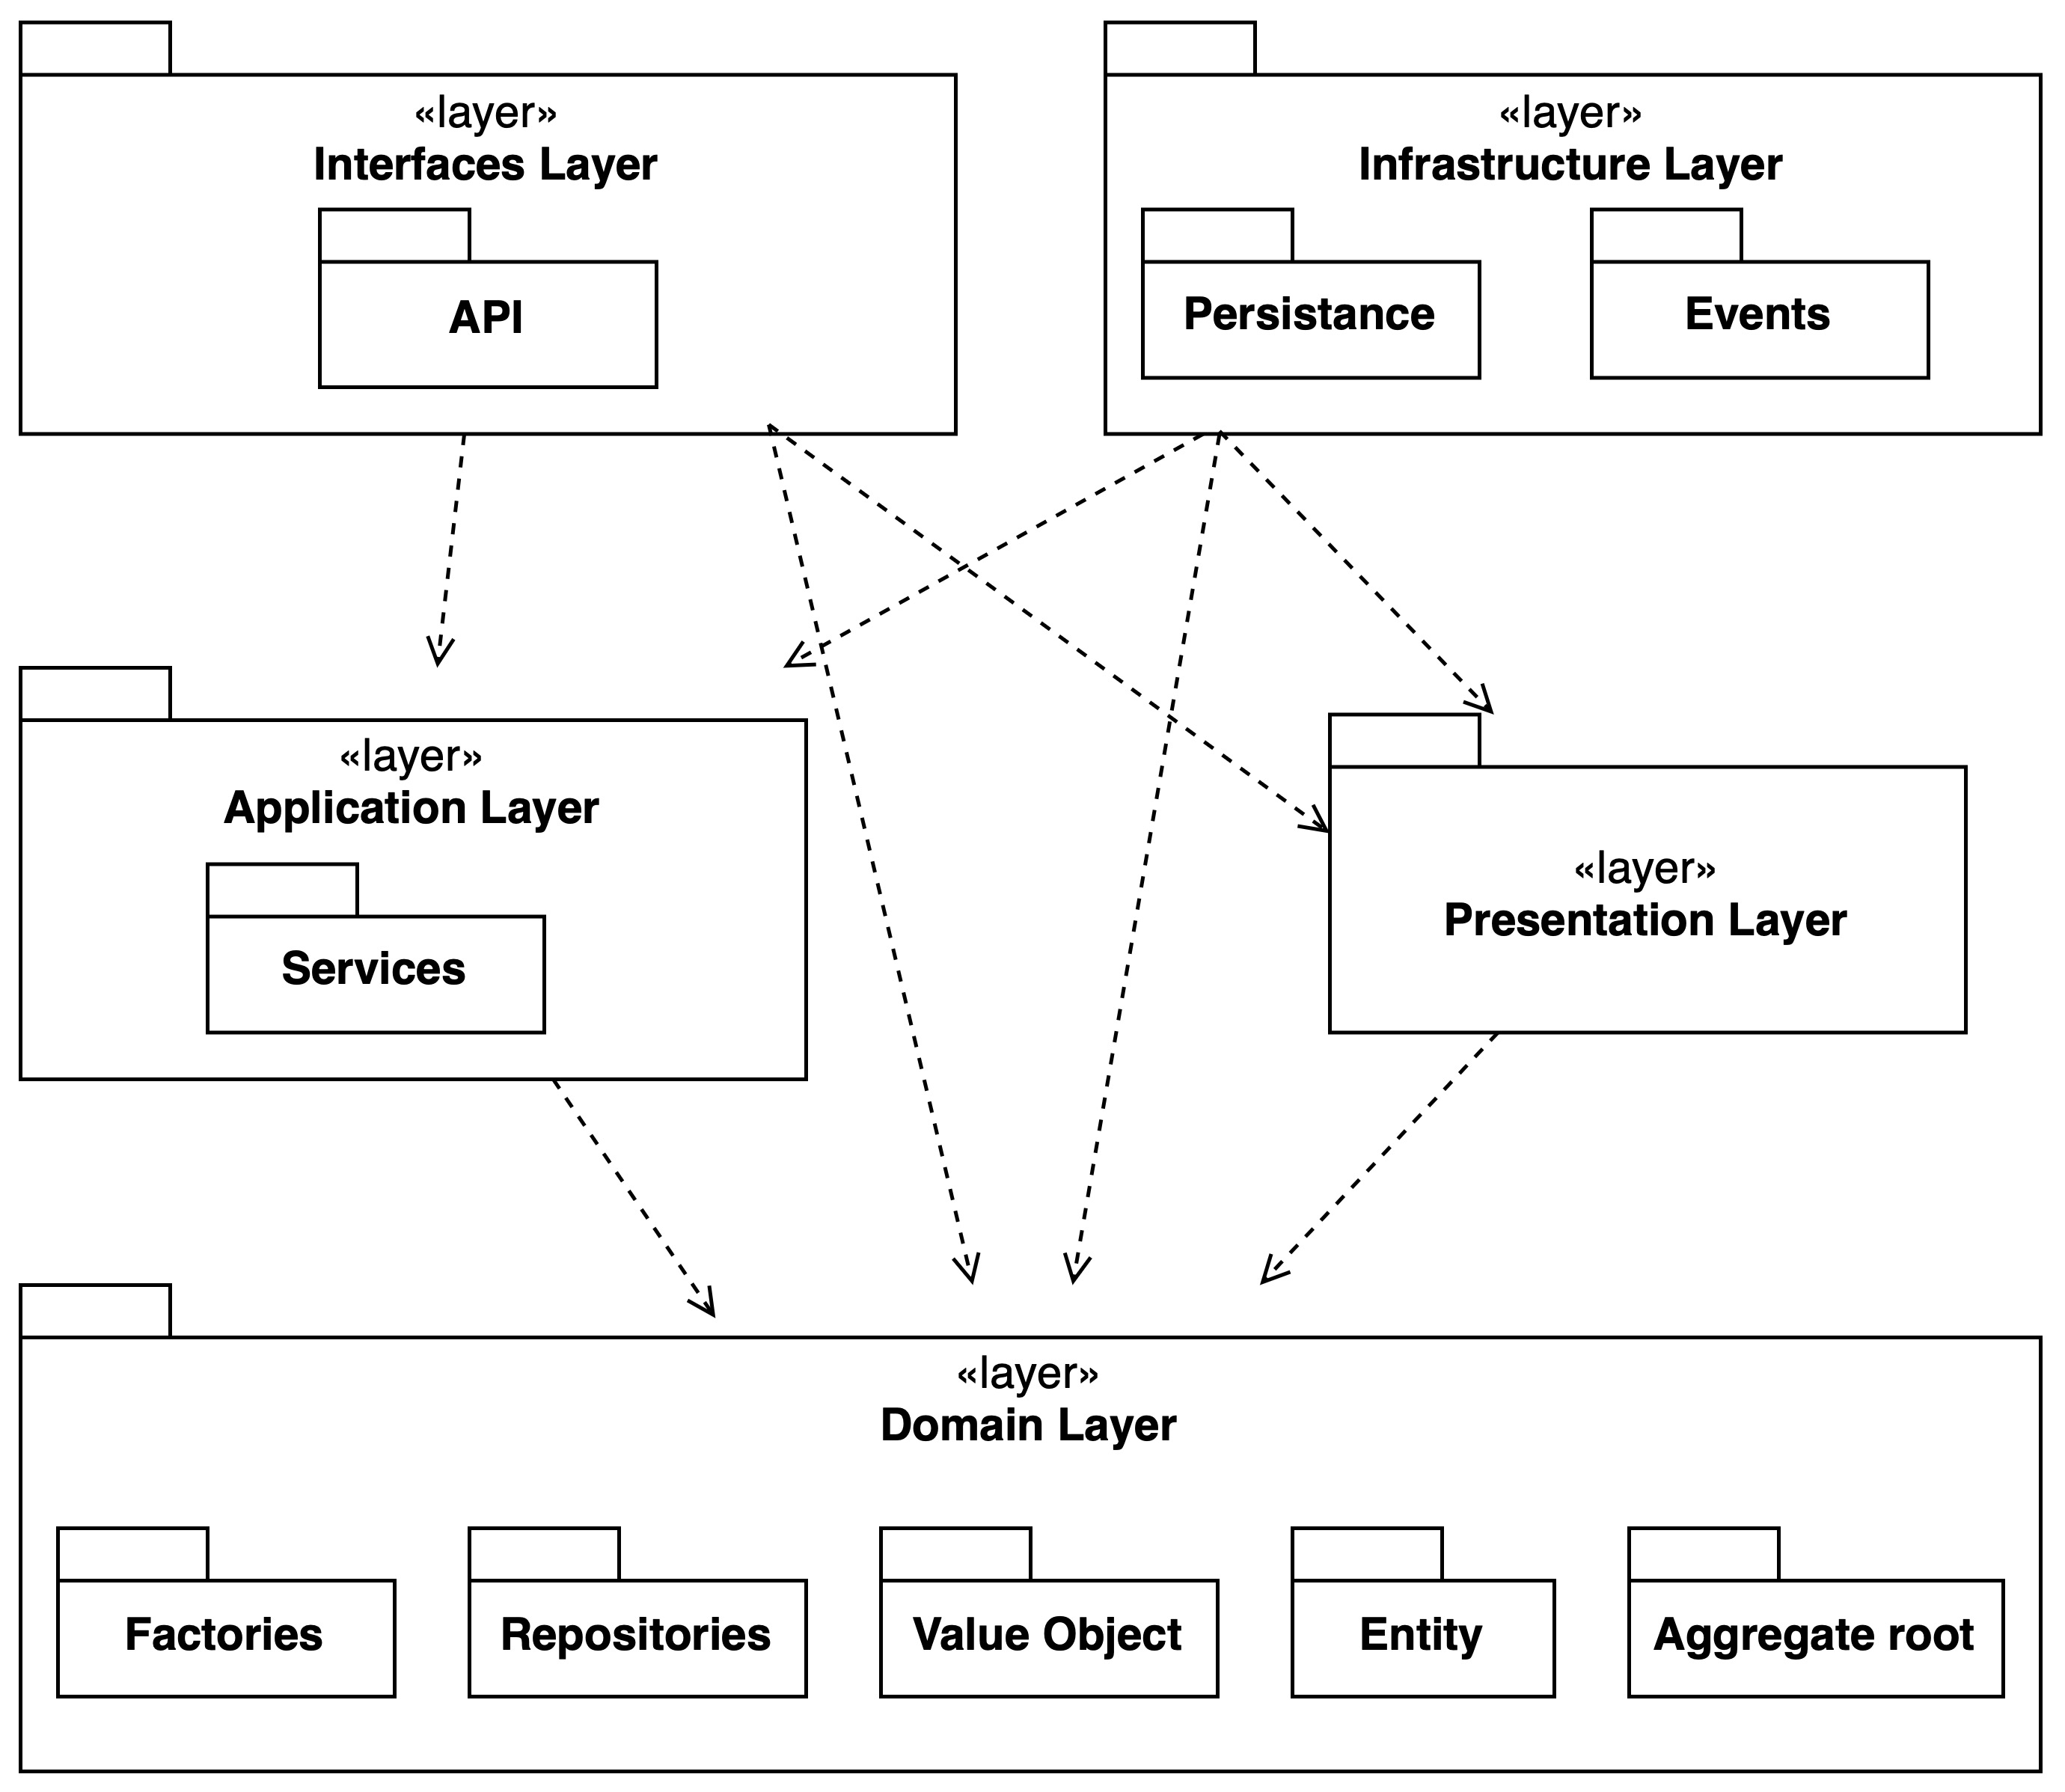 «layer»
Interfaces Layer
API
«layer»
Infrastructure Layer
Persistance
Events
«layer»
Application Layer
Services
«layer»
Presentation Layer
«layer»
Domain Layer
Factories
Repositories
Value Object
Entity
Aggregate root